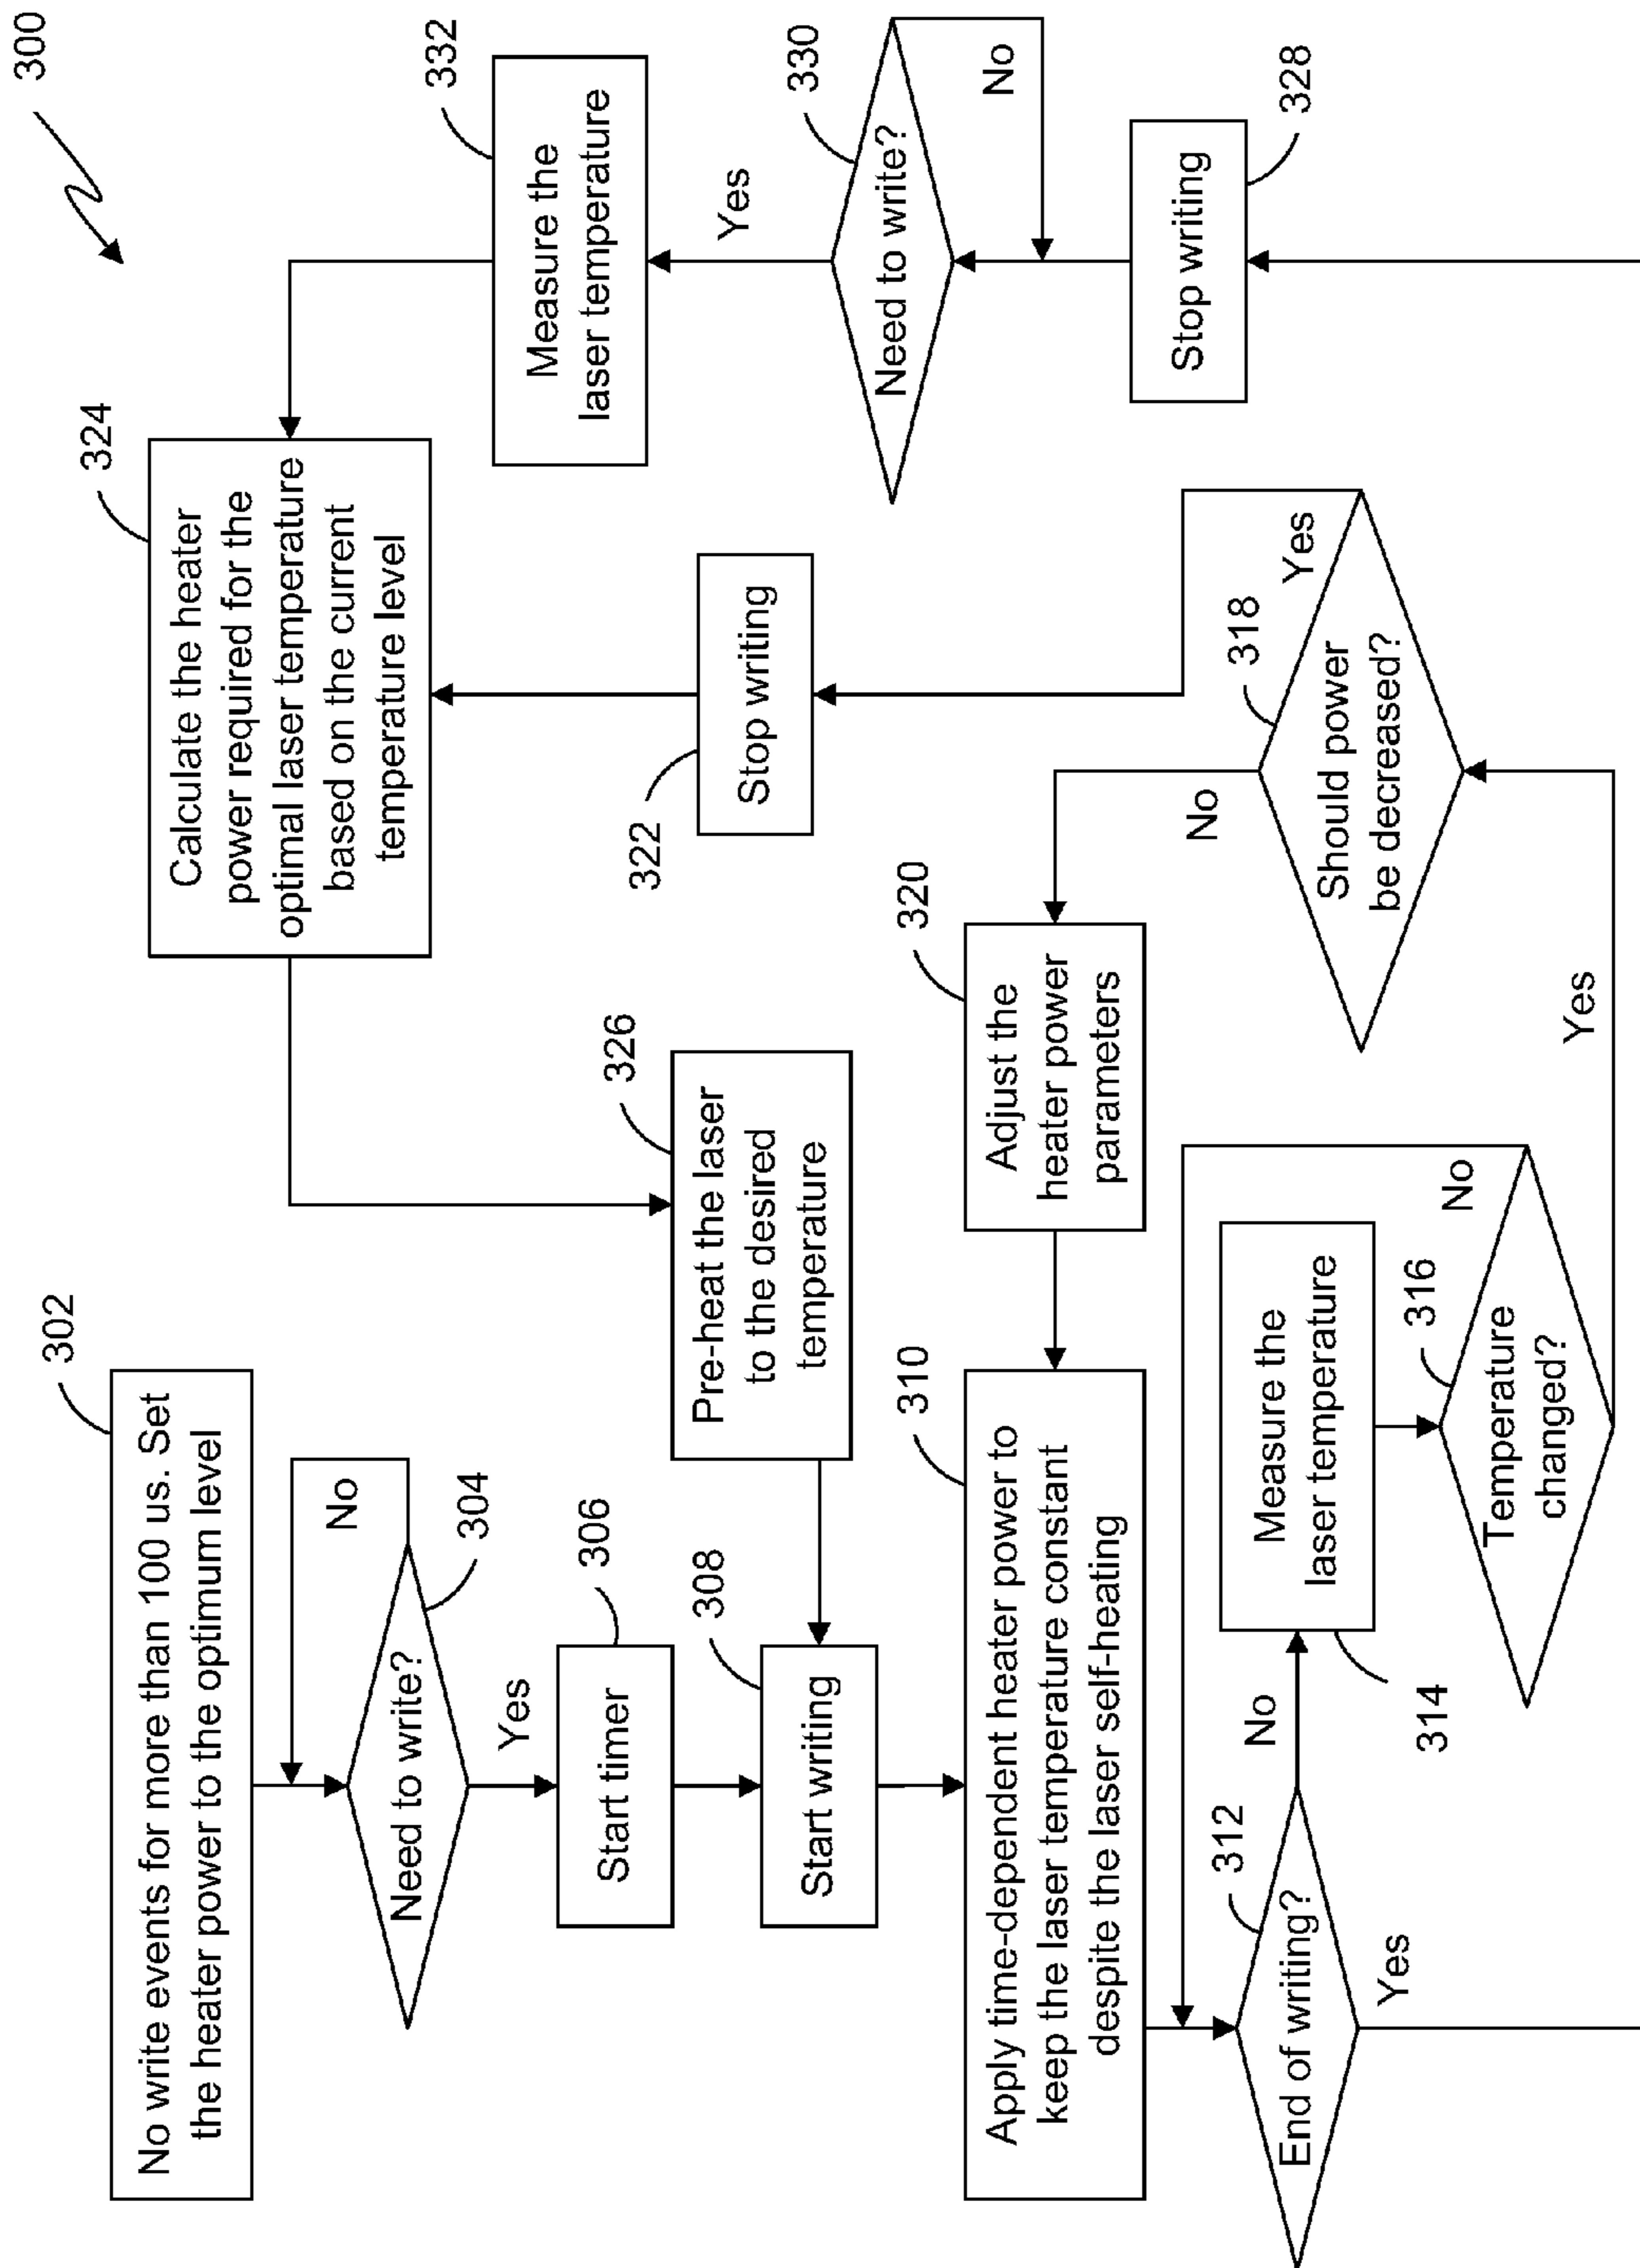 300
302
No write events for more than 100 us. Set
the heater power to the optimum level
No
304
Need to write?
Yes
306
Start timer
308
Start writing
310
Apply time-dependent heater power to
keep the laser temperature constant
despite the laser self-heating
312
End of writing?
No
Yes
314
Measure the
laser temperature
316
Temperature
changed?
No
Yes
318
Should power
be decreased?
No
Yes
320
Adjust the
heater power
parameters
322
Stop writing
324
Calculate the heater
power required for the
optimal laser temperature
based on the current
temperature level
326
Pre-heat the laser
to the desired
temperature
328
Stop writing
330
Need to write?
No
Yes
332
Measure the
laser temperature